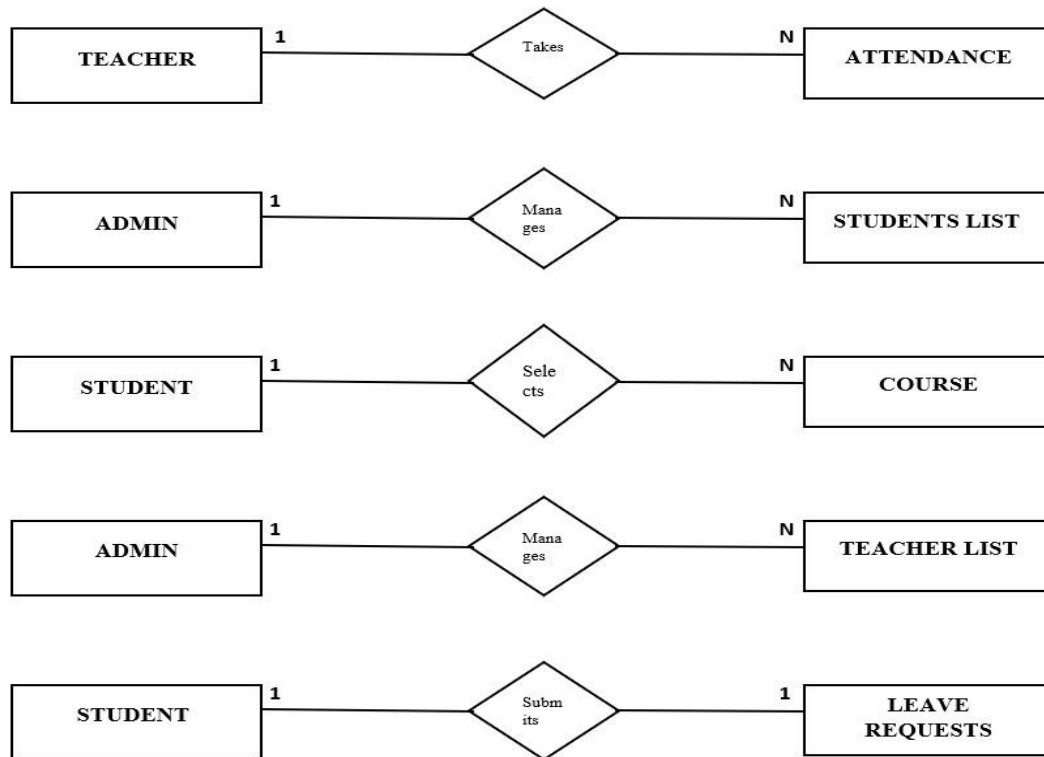 1 Takes N
TEACHER ATTENDANCE
1 Mana N
ADMIN ges STUDENTS LIST
1 Sele N
STUDENT cts COURSE
1 Mana N
ADMIN ges TEACHER LIST
1 Subm 1 LEAVE
STUDENT its REQUESTS